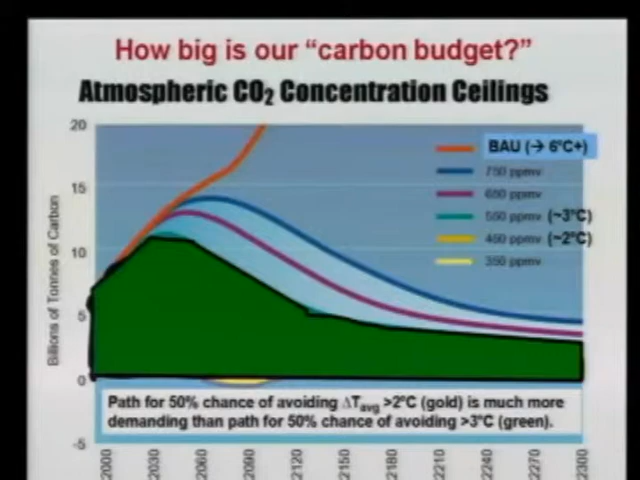 How big is our “carbon budget?”
Atmospheric CO2 Concentration Ceilings
Billions of Tonnes of Carbon
20
15
10
5
0
-5
BAU (→ 6°C+)
750 ppmv
650 ppmv
550 ppmv (~3°C)
450 ppmv (~2°C)
350 ppmv
Path for 50% chance of avoiding ΔTavg >2°C (gold) is much more
demanding than path for 50% chance of avoiding >3°C (green).
2000 2030 2060 2090 2120 2150 2180 2210 2240 2270 2300